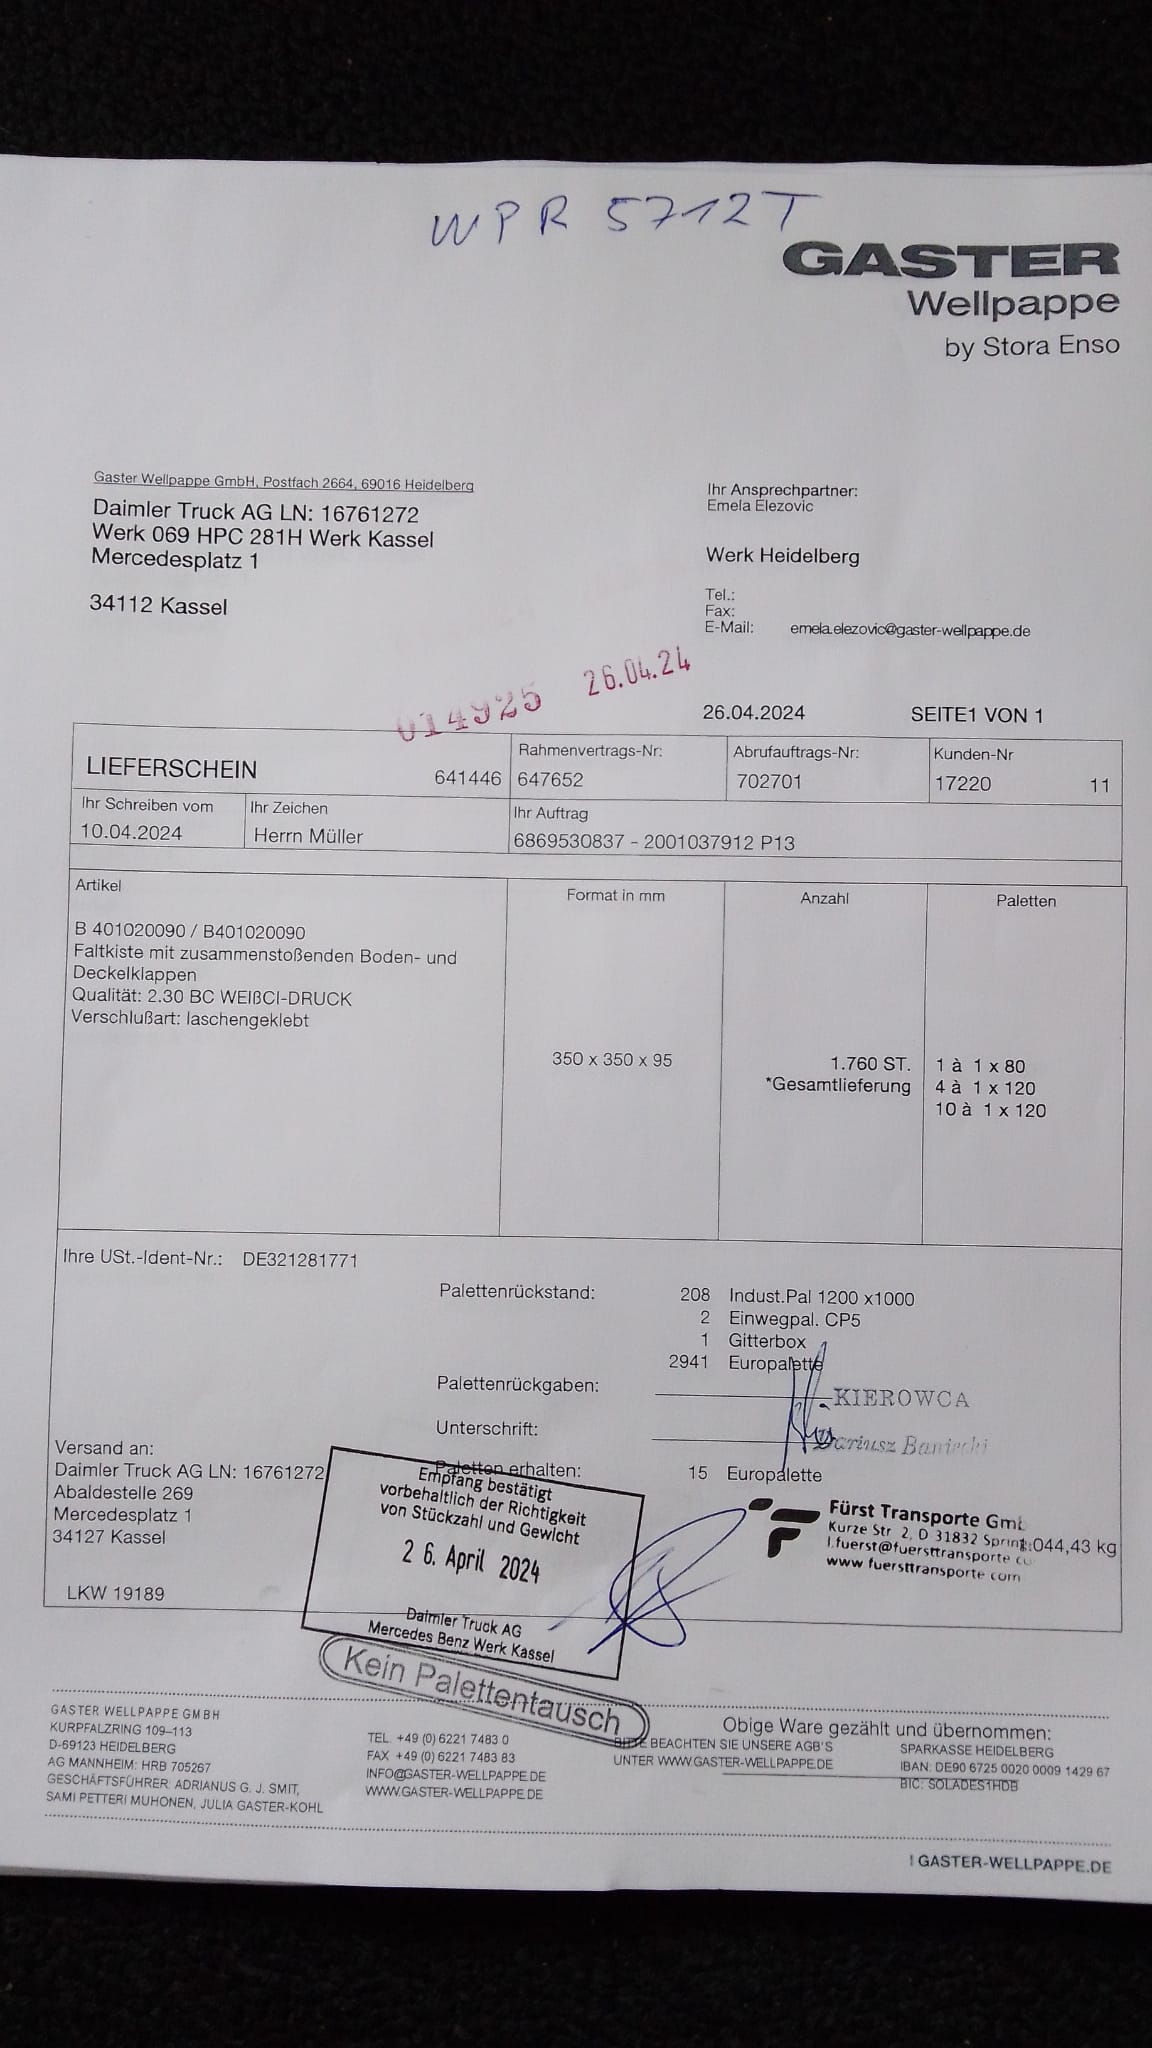 WPR 5712T
GASTER
Wellpappe
by Stora Enso
Gaster Wellpappe GmbH, Postfach 2664, 69016 Heidelberg
Daimler Truck AG LN: 16761272
Werk 069 HPC 281H Werk Kassel
Mercedesplatz 1
34112 Kassel
Ihr Ansprechpartner:
Emela Elezovic
Werk Heidelberg
Tel.:
Fax:
E-Mail: emela.elezovic@gaster-wellpappe.de
014925 26.04.24
26.04.2024 SEITE1 VON 1
LIEFERSCHEIN 641446
Rahmenvertrags-Nr:
647652
Abrufauftrags-Nr:
702701
Kunden-Nr
17220 11
Ihr Schreiben vom
10.04.2024
Ihr Zeichen
Herrn Müller
Ihr Auftrag
6869530837 - 2001037912 P13
Artikel Format in mm Anzahl Paletten
B 401020090 / B401020090
Faltkiste mit zusammenstoßenden Boden- und
Deckelklappen
Qualität: 2.30 BC WEIßCI-DRUCK
Verschlußart: laschengeklebt
350 x 350 x 95 1.760 ST. 1 à 1 x 80
*Gesamtlieferung 4 à 1 x 120
10 à 1 x 120
Ihre USt.-Ident-Nr.: DE321281771
Palettenrückstand: 208 Indust.Pal 1200 x1000
2 Einwegpal. CP5
1 Gitterbox
2941 Europalette
Palettenrückgaben:
KIEROWCA
Unterschrift:
Dariusz Baniecki
Paletten erhalten: 15 Europalette
Versand an:
Daimler Truck AG LN: 16761272
Abaldestelle 269
Mercedesplatz 1
34127 Kassel
LKW 19189
Empfang bestätigt
vorbehaltlich der Richtigkeit
von Stückzahl und Gewicht
26. April 2024
Daimler Truck AG
Mercedes Benz Werk Kassel
Kein Palettentausch
Fürst Transporte
Kurze Str. 2, D 31832
:044,43 kg
www fuersttransporte com
Obige Ware gezählt und übernommen:
GASTER WELLPAPPE GMBH
KURPFALZRING 109–113
D-69123 HEIDELBERG
AG MANNHEIM: HRB 705267
GESCHÄFTSFÜHRER: ADRIANUS G. J. SMIT,
SAMI PETTERI MUHONEN, JULIA GASTER-KOHL
TEL +49 (0) 6221 7483 0
FAX +49 (0) 6221 7483 83
INFO@GASTER-WELLPAPPE.DE
WWW.GASTER-WELLPAPPE.DE
BITTE BEACHTEN SIE UNSERE AGB'S
UNTER WWW.GASTER-WELLPAPPE.DE
SPARKASSE HEIDELBERG
IBAN: DE90 6725 0020 0009 1429 67
BIC: SOLADES1HDB
GASTER-WELLPAPPE.DE